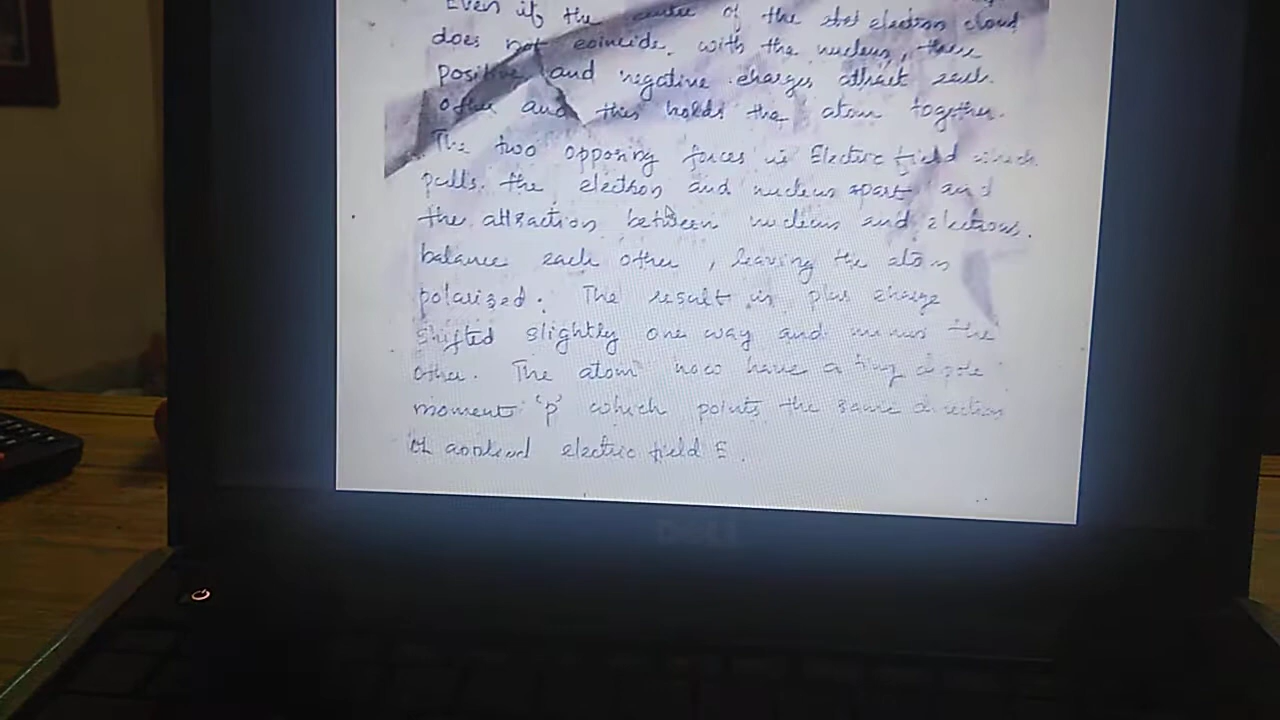 Even if the centre of the electron cloud
does not coincide. with the nucleus, these
positive and negative charges attract each
other and this holds the atom together.
The two opposing forces ie Electric field which
pulls the electron and nucleus apart and
the attraction between nucleus and electrons.
balance each other, leaving the atom
polarized. The result is plus charge
shifted slightly one way and minus the
other. The atom now have a tiny dipole
moment 'p' which points the same direction
applied electric field E.
DELL